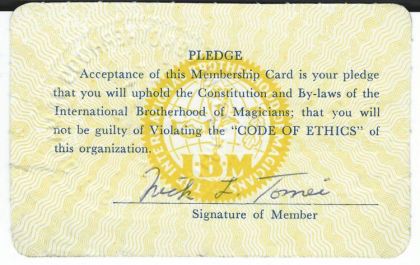 PLEDGE
Acceptance of this Membership Card is your pledge
that you will uphold the Constitution and By-laws of
the International Brotherhood of Magicians; that you will
not be guilty of Violating the "CODE OF ETHICS" of
this organization.
IBM
Nick L Tomei
Signature of Member